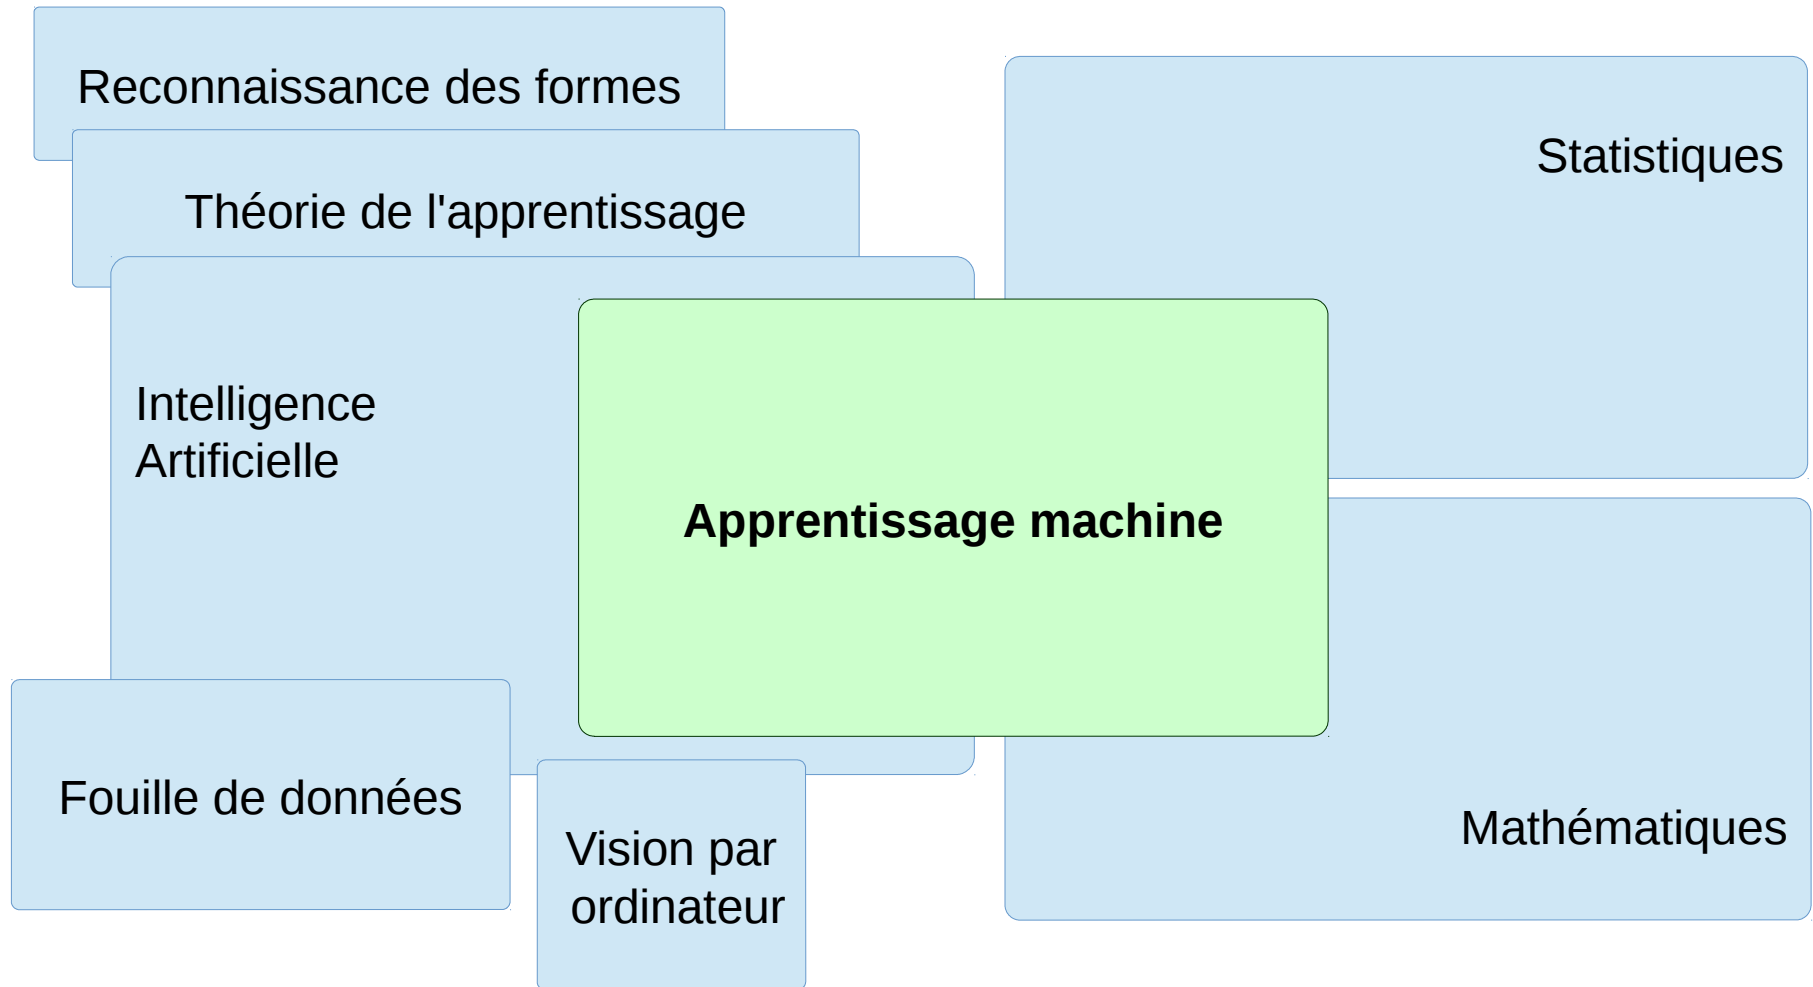 Reconnaissance des formes
Statistiques
Théorie de l'apprentissage
Intelligence
Artificielle
Apprentissage machine
Fouille de données
Vision par
ordinateur
Mathématiques